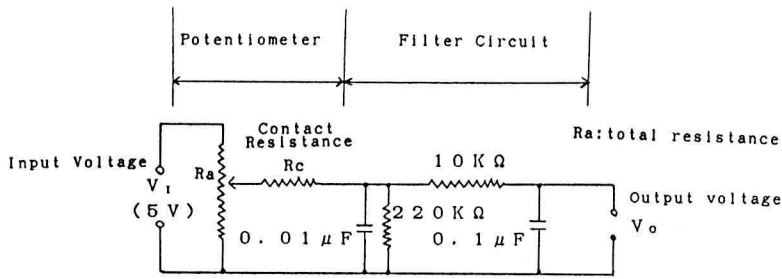 Potentiometer
Filter Circuit
Contact
Resistance
Ra:total resistance
Input Voltage
Ra
Rc
10KΩ
VI
(5V)
Output voltage
220KΩ
Vo
0.01μF
0.1μF